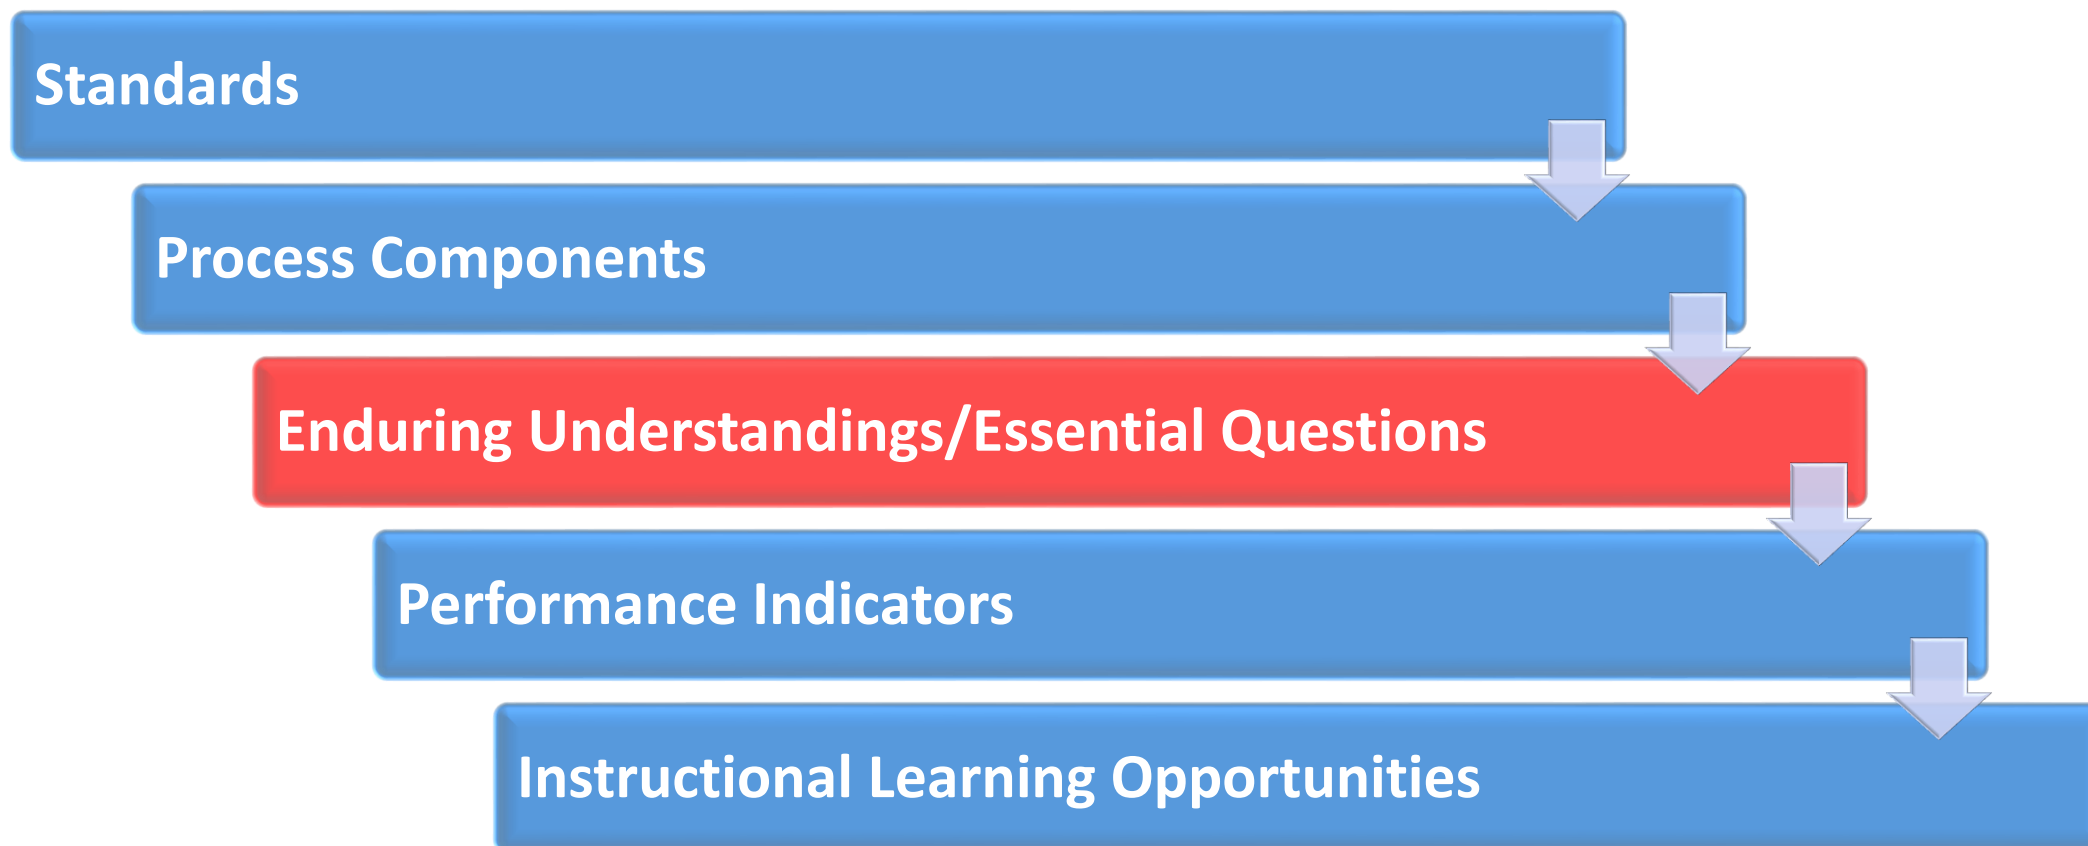 Standards
Process Components
Enduring Understandings/Essential Questions
Performance Indicators
Instructional Learning Opportunities